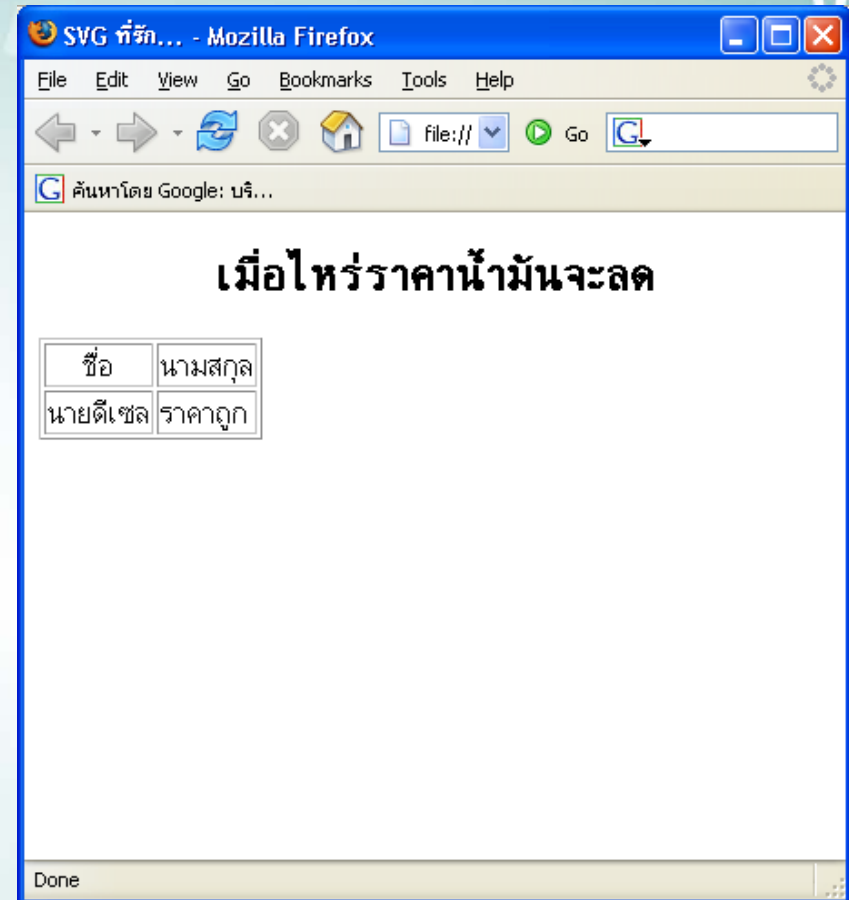 SVG ที่รัก... - Mozilla Firefox
File Edit View Go Bookmarks Tools Help
file:// Go G
G ค้นหาโดย Google: บริ...
เมื่อไหร่ราคาน้ำมันจะลด
ชื่อ นามสกุล
นายดีเซล ราคาถูก
Done